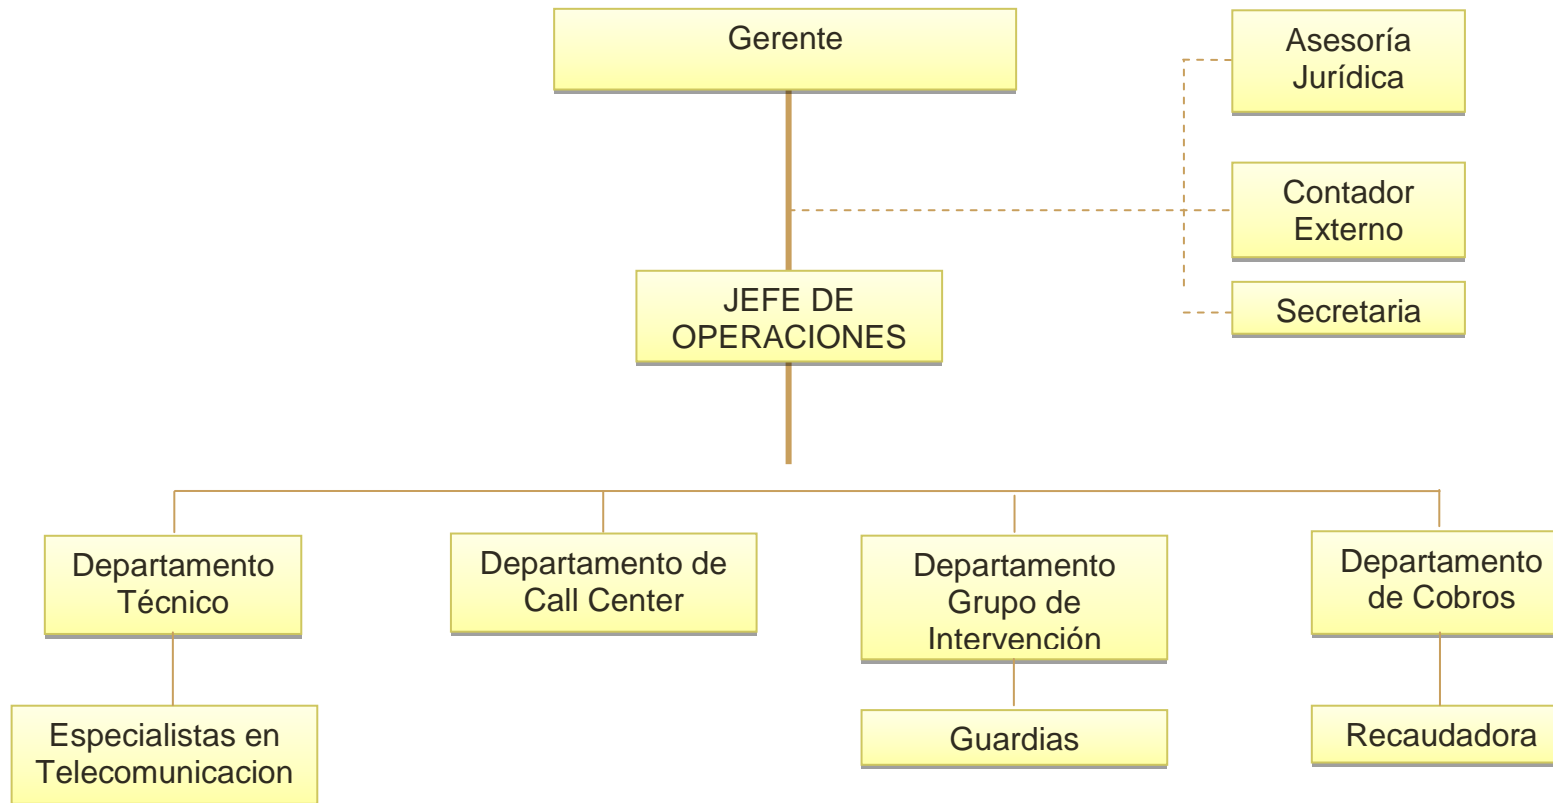 Gerente
Asesoría
Jurídica
Contador
Externo
JEFE DE
OPERACIONES
Secretaria
Departamento
Técnico
Departamento de
Call Center
Departamento
Grupo de
Intervención
Departamento
de Cobros
Especialistas en
Telecomunicacion
Guardias
Recaudadora